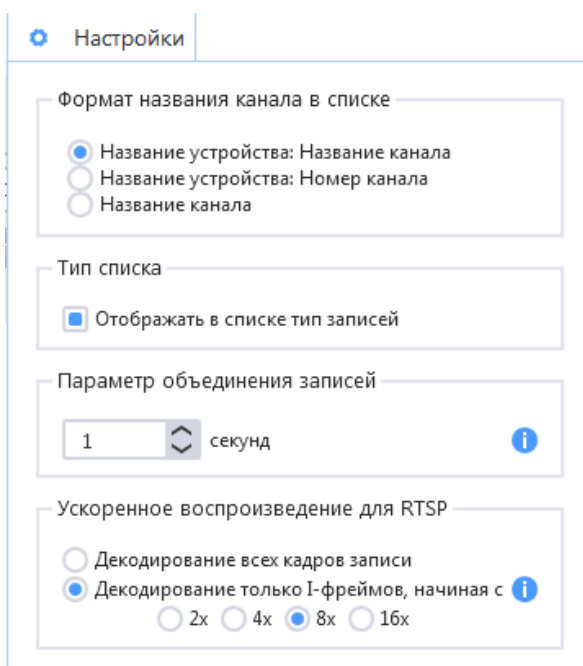 Настройки
Формат названия канала в списке
Название устройства: Название канала
Название устройства: Номер канала
Название канала
Тип списка
Отображать в списке тип записей
Параметр объединения записей
1 секунд
Ускоренное воспроизведение для RTSP
Декодирование всех кадров записи
Декодирование только I-фреймов, начиная с
2x 4x 8x 16x